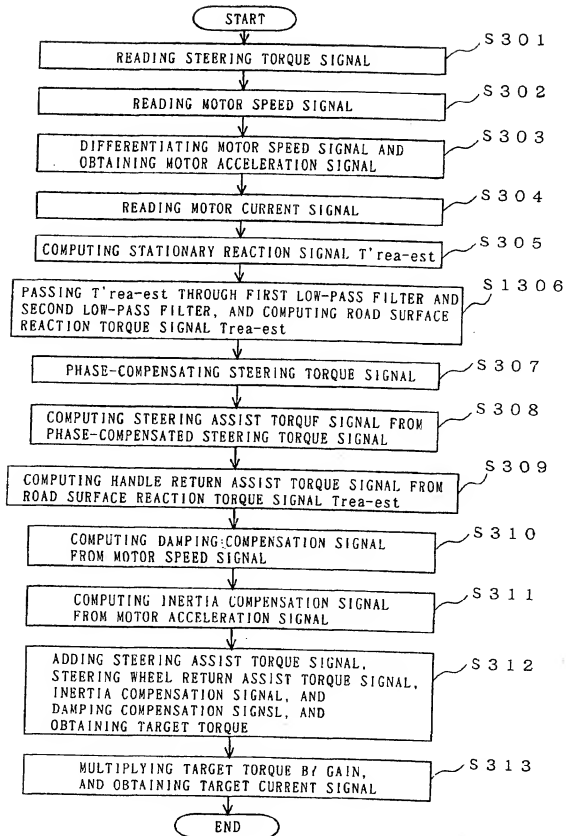 START
READING STEERING TORQUE SIGNAL
S301
READING MOTOR SPEED SIGNAL
S302
DIFFERENTIATING MOTOR SPEED SIGNAL AND
OBTAINING MOTOR ACCELERATION SIGNAL
S303
READING MOTOR CURRENT SIGNAL
S304
COMPUTING STATIONARY REACTION SIGNAL T'rea-est
S305
PASSING T'rea-est THROUGH FIRST LOW-PASS FILTER AND
SECOND LOW-PASS FILTER, AND COMPUTING ROAD SURFACE
REACTION TORQUE SIGNAL Trea-est
S1306
PHASE-COMPENSATING STEERING TORQUE SIGNAL
S307
COMPUTING STEERING ASSIST TORQUF SIGNAL FROM
PHASE-COMPENSATED STEERING TORQUE SIGNAL
S308
COMPUTING HANDLE RETURN ASSIST TORQUE SIGNAL FROM
ROAD SURFACE REACTION TORQUE SIGNAL Trea-est
S309
COMPUTING DAMPING COMPENSATION SIGNAL
FROM MOTOR SPEED SIGNAL
S310
COMPUTING INERTIA COMPENSATION SIGNAL
FROM MOTOR ACCELERATION SIGNAL
S311
ADDING STEERING ASSIST TORQUE SIGNAL,
STEERING WHEEL RETURN ASSIST TORQUE SIGNAL,
INERTIA COMPENSATION SIGNAL, AND
DAMPING COMPENSATION SIGNSL, AND
OBTAINING TARGET TORQUE
S312
MULTIPLYING TARGET TORQUE BY GAIN,
AND OBTAINING TARGET CURRENT SIGNAL
S313
END